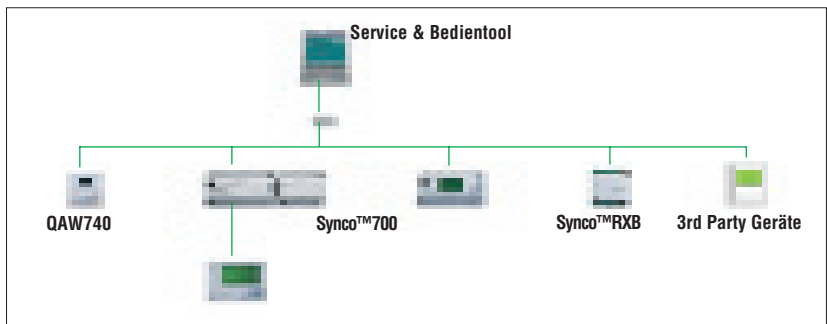 Service & Bedientool
QAW740
Synco™700
Synco™RXB
3rd Party Geräte